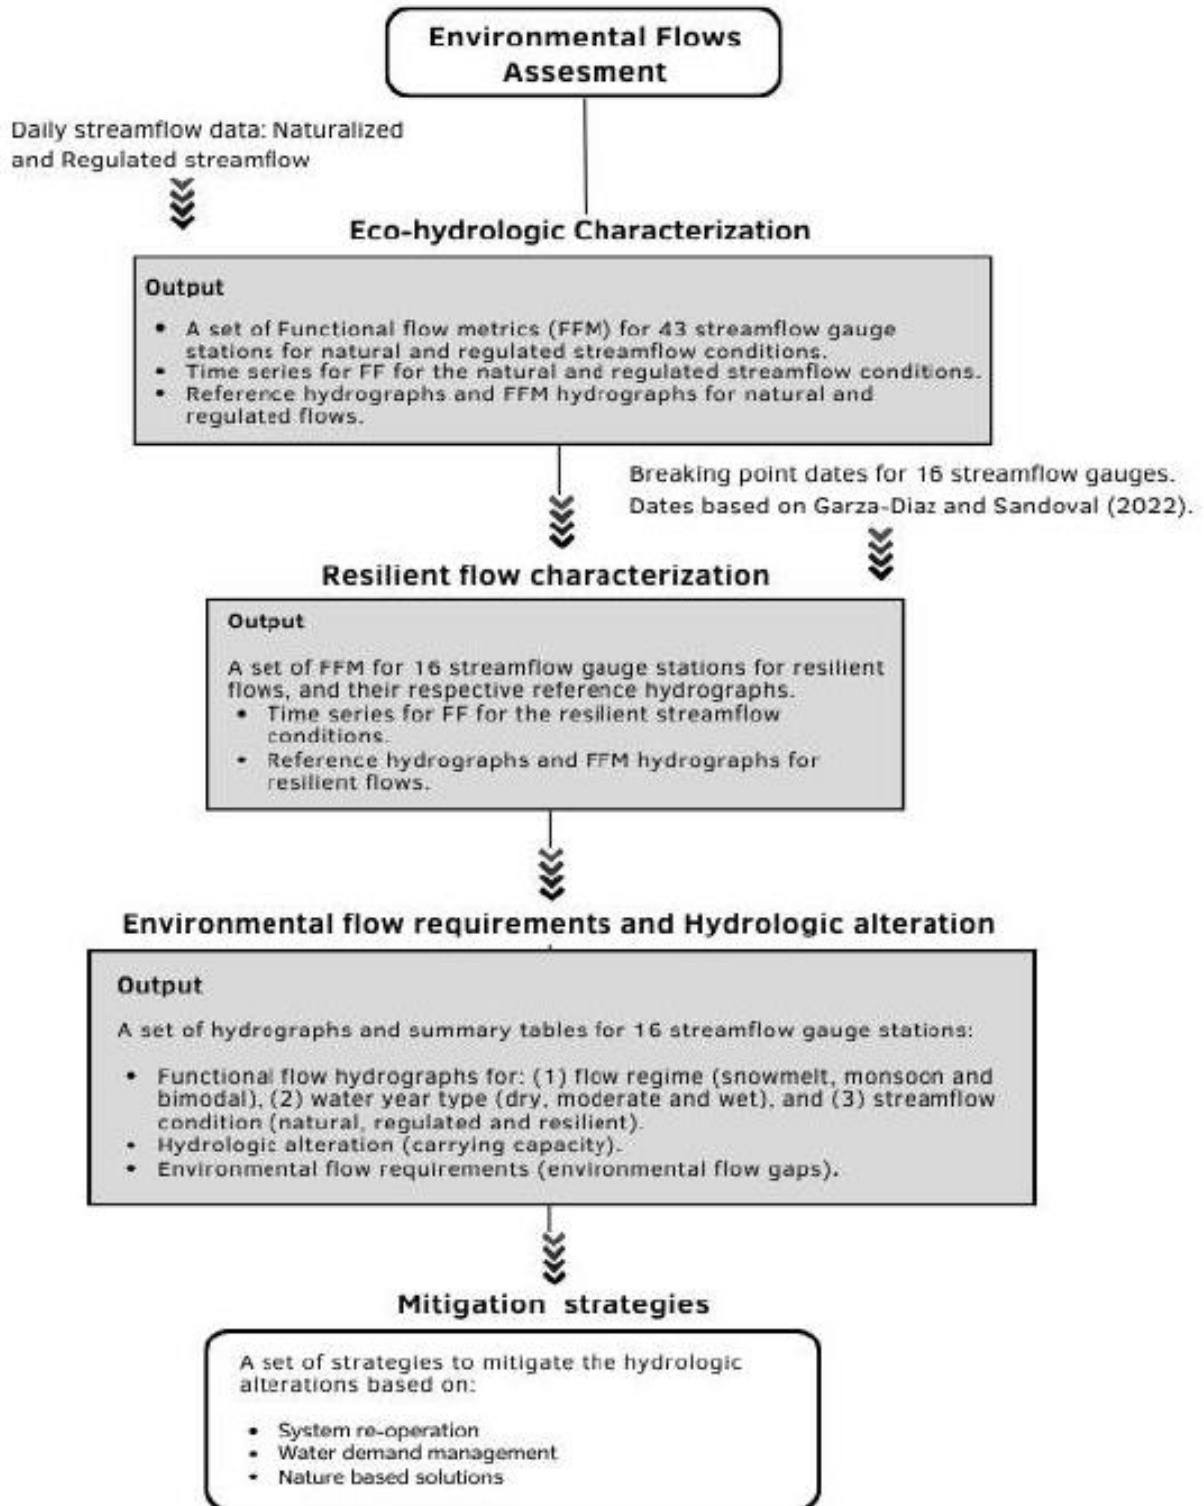 Environmental Flows
Assesment
Daily streamflow data: Naturalized
and Regulated streamflow
Eco-hydrologic Characterization
Output
• A set of Functional flow metrics (FFM) for 43 streamflow gauge
stations for natural and regulated streamflow conditions.
• Time series for FF for the natural and regulated streamflow conditions.
• Reference hydrographs and FFM hydrographs for natural and
regulated flows.
Breaking point dates for 16 streamflow gauges.
Dates based on Garza-Diaz and Sandoval (2022).
Resilient flow characterization
Output
A set of FFM for 16 streamflow gauge stations for resilient
flows, and their respective reference hydrographs.
• Time series for FF for the resilient streamflow
conditions.
• Reference hydrographs and FFM hydrographs for
resilient flows.
Environmental flow requirements and Hydrologic alteration
Output
A set of hydrographs and summary tables for 16 streamflow gauge stations:
• Functional flow hydrographs for: (1) flow regime (snowmelt, monsoon and
bimodal), (2) water year type (dry, moderate and wet), and (3) streamflow
condition (natural, regulated and resilient).
• Hydrologic alteration (carrying capacity).
• Environmental flow requirements (environmental flow gaps).
Mitigation strategies
A set of strategies to mitigate the hydrologic
alterations based on:
• System re-operation
• Water demand management
• Nature based solutions